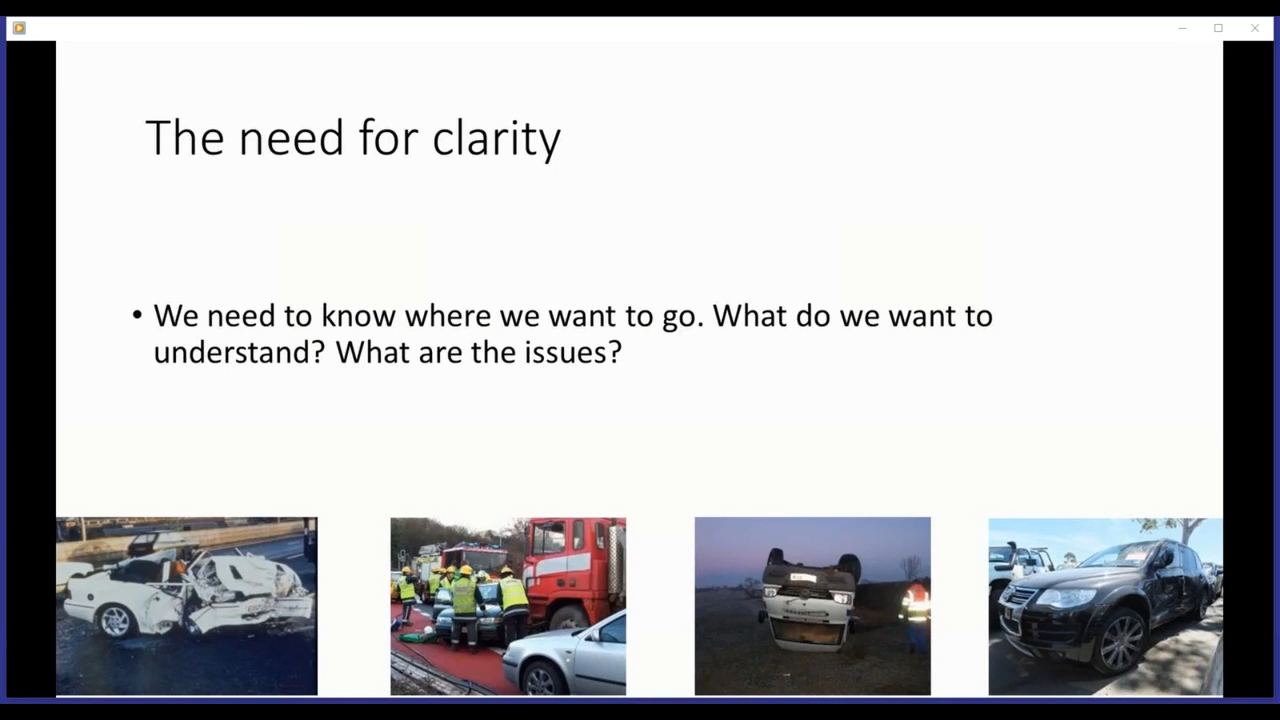 The need for clarity
• We need to know where we want to go. What do we want to
understand? What are the issues?